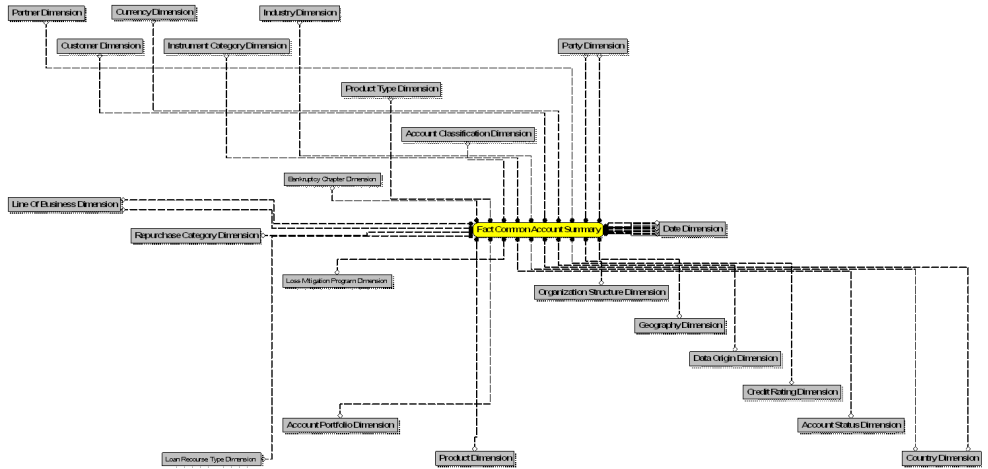 Partner Dimension
Currency Dimension
Industry Dimension
Customer Dimension
Instrument Category Dimension
Party Dimension
Product Type Dimension
Account Classification Dimension
Bankruptcy Chapter Dimension
Line Of Business Dimension
Repurchase Category Dimension
Fact Common Account Summary
Date Dimension
Loss Mitigation Program Dimension
Organization Structure Dimension
Geography Dimension
Data Origin Dimension
Credit Rating Dimension
Account Portfolio Dimension
Account Status Dimension
Loan Recourse Type Dimension
Product Dimension
Country Dimension